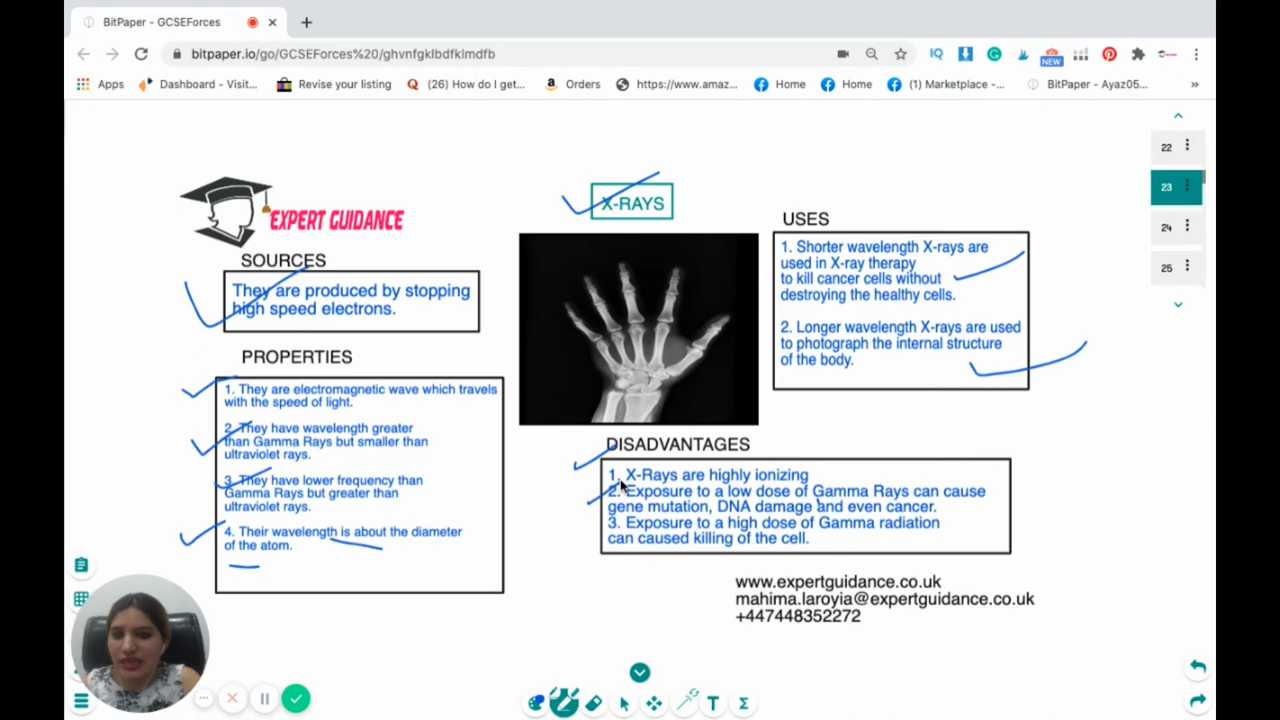 BitPaper - GCSEForces
bitpaper.io/go/GCSEForces%20/ghvnfgklbdfklmdfb
IQ
NEW
Apps
Dashboard - Visit...
Revise your listing
(26) How do I get...
Orders
https://www.amaz...
Home
Home
(1) Marketplace -...
BitPaper - Ayaz05...
»
22
23
24
25
EXPERT GUIDANCE
X-RAYS
SOURCES
They are produced by stopping
high speed electrons.
PROPERTIES
1. They are electromagnetic wave which travels
with the speed of light.
2. They have wavelength greater
than Gamma Rays but smaller than
ultraviolet rays.
3. They have lower frequency than
Gamma Rays but greater than
ultraviolet rays.
4. Their wavelength is about the diameter
of the atom.
USES
1. Shorter wavelength X-rays are
used in X-ray therapy
to kill cancer cells without
destroying the healthy cells.
2. Longer wavelength X-rays are used
to photograph the internal structure
of the body.
DISADVANTAGES
1. X-Rays are highly ionizing
2. Exposure to a low dose of Gamma Rays can cause
gene mutation, DNA damage and even cancer.
3. Exposure to a high dose of Gamma radiation
can caused killing of the cell.
www.expertguidance.co.uk
mahima.laroyia@expertguidance.co.uk
+447448352272
T
Σ